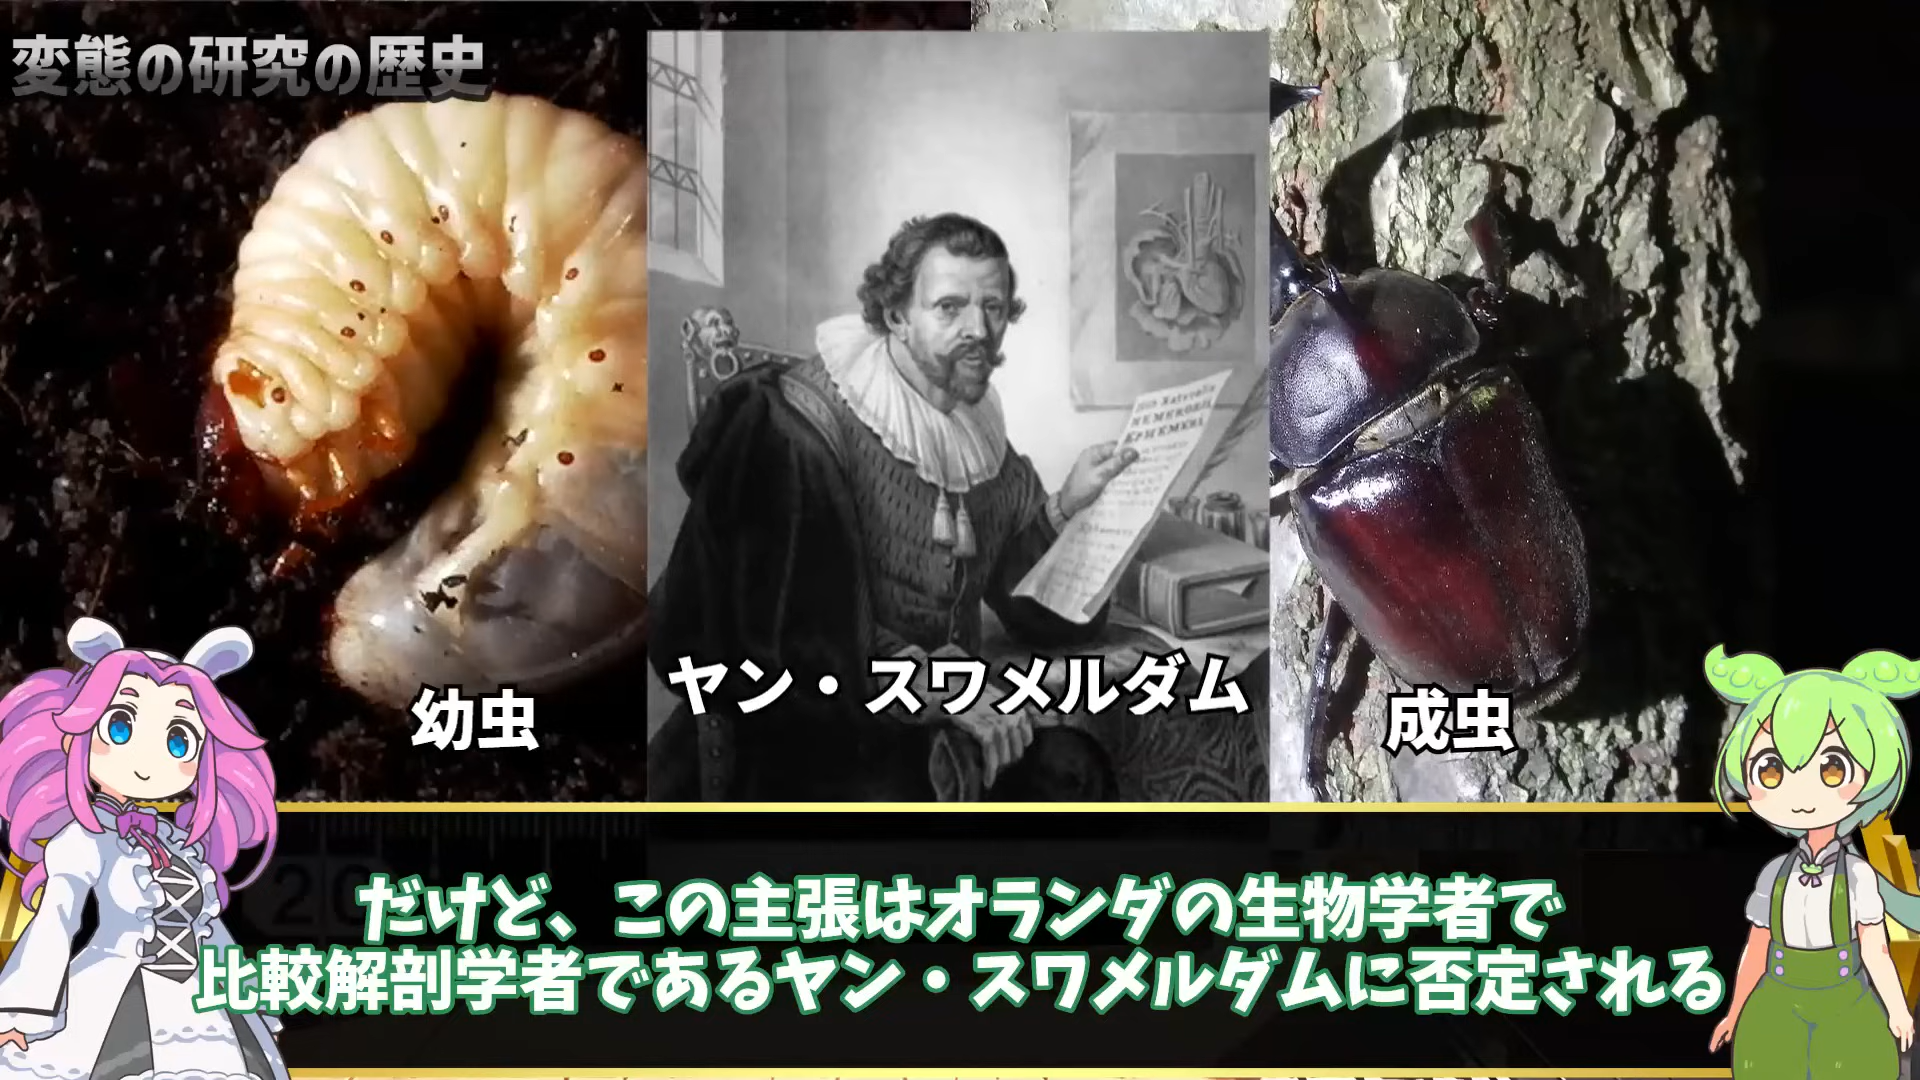 変態の研究の歴史
NEMEROED
EPHEMERI
ヤン・スワメルダム
幼虫
成虫
だけど、この主張はオランダの生物学者で
比較解剖学者であるヤン・スワメルダムに否定される